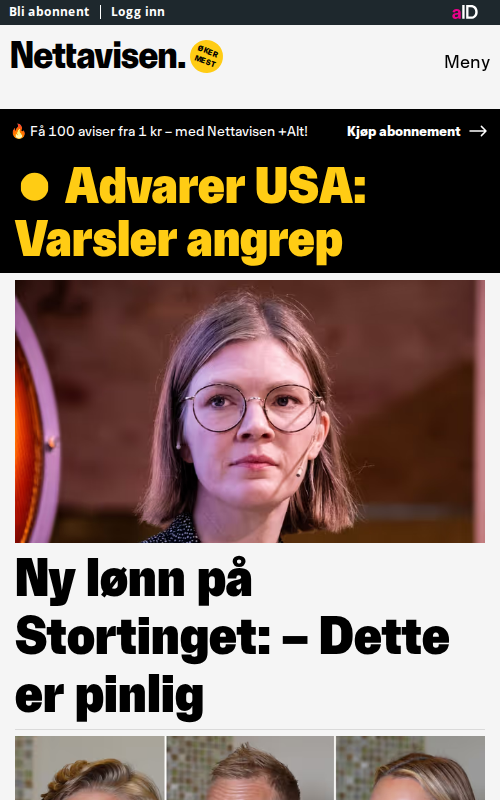 Bli abonnent
Logg inn
aID
Nettavisen.
ØKER
MEST
Meny
🔥 Få 100 aviser fra 1 kr – med Nettavisen +Alt!
Kjøp abonnement →
● Advarer USA:
Varsler angrep
Ny lønn på
Stortinget: – Dette
er pinlig